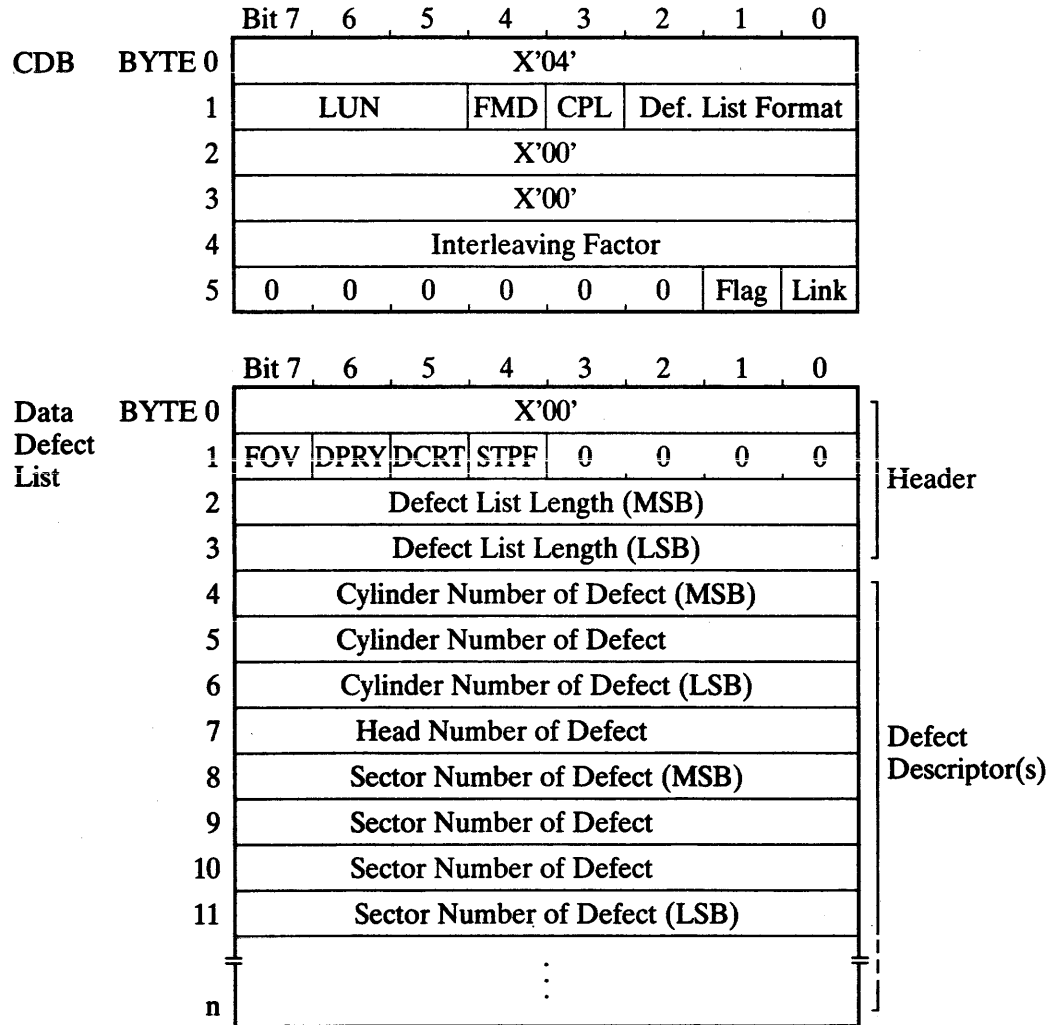 Bit 7 6 5 4 3 2 1 0
CDB BYTE 0 X'04'
1 LUN FMD CPL Def. List Format
2 X'00'
3 X'00'
4 Interleaving Factor
5 0 0 0 0 0 0 Flag Link
Bit 7 6 5 4 3 2 1 0
Data BYTE 0 X'00'
Defect
List 1 FOV DPRY DCRT STPF 0 0 0 0
Header
2 Defect List Length (MSB)
3 Defect List Length (LSB)
4 Cylinder Number of Defect (MSB)
5 Cylinder Number of Defect
6 Cylinder Number of Defect (LSB)
7 Head Number of Defect
Defect
Descriptor(s)
8 Sector Number of Defect (MSB)
9 Sector Number of Defect
10 Sector Number of Defect
11 Sector Number of Defect (LSB)
n